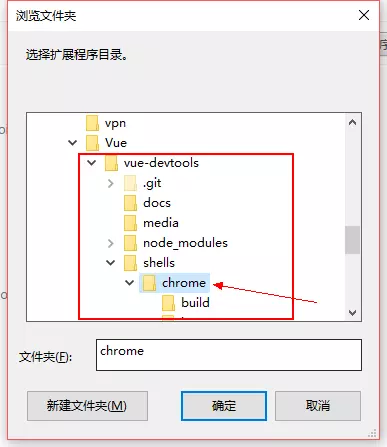 浏览文件夹
选择扩展程序目录。
vpn
Vue
vue-devtools
.git
docs
media
node_modules
shells
chrome
build
文件夹(F):
chrome
新建文件夹(M)
确定
取消